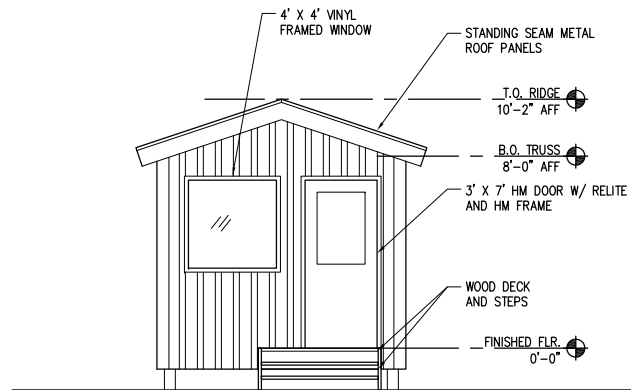 4' X 4' VINYL
FRAMED WINDOW
STANDING SEAM METAL
ROOF PANELS
T.O. RIDGE
10'-2" AFF
B.O. TRUSS
8'-0" AFF
3' X 7' HM DOOR W/ RELITE
AND HM FRAME
WOOD DECK
AND STEPS
FINISHED FLR.
0'-0"